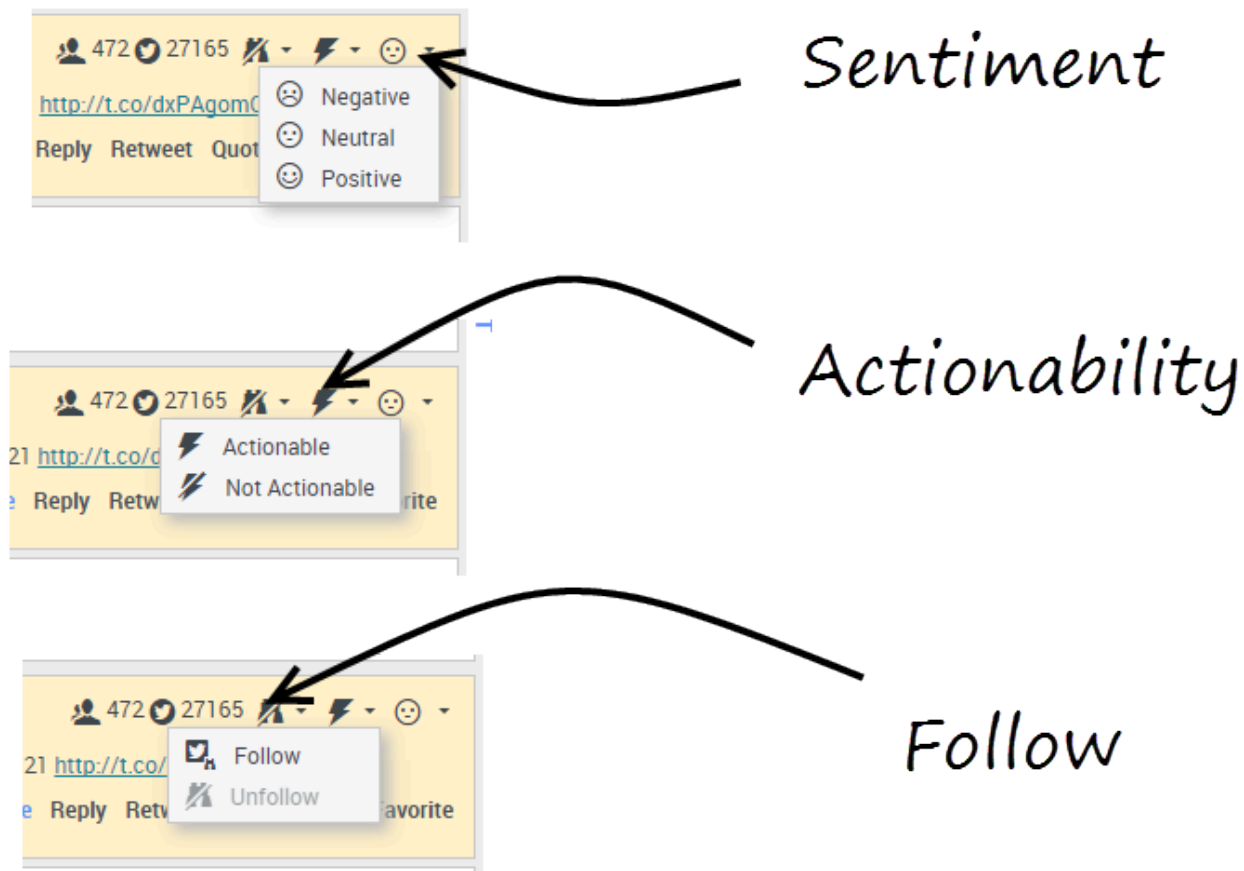 472 27165
Sentiment
Negative
http://t.co/dxPAgom
Neutral
Reply Retweet Quot
Positive
T
Actionability
472 27165
Actionable
21 http://t.co/d
Not Actionable
e Reply Retw rite
472 27165
Follow
Follow
21 http://t.co/
Unfollow
e Reply Retw avorite